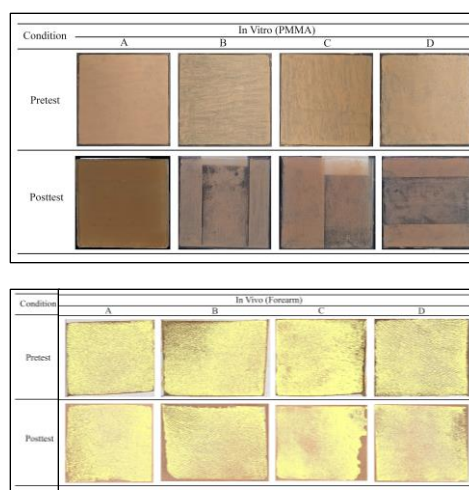 Condition
In Vitro (PMMA)
A B C D
Pretest
Posttest
Condition
In Vivo (Forearm)
A B C D
Pretest
Posttest